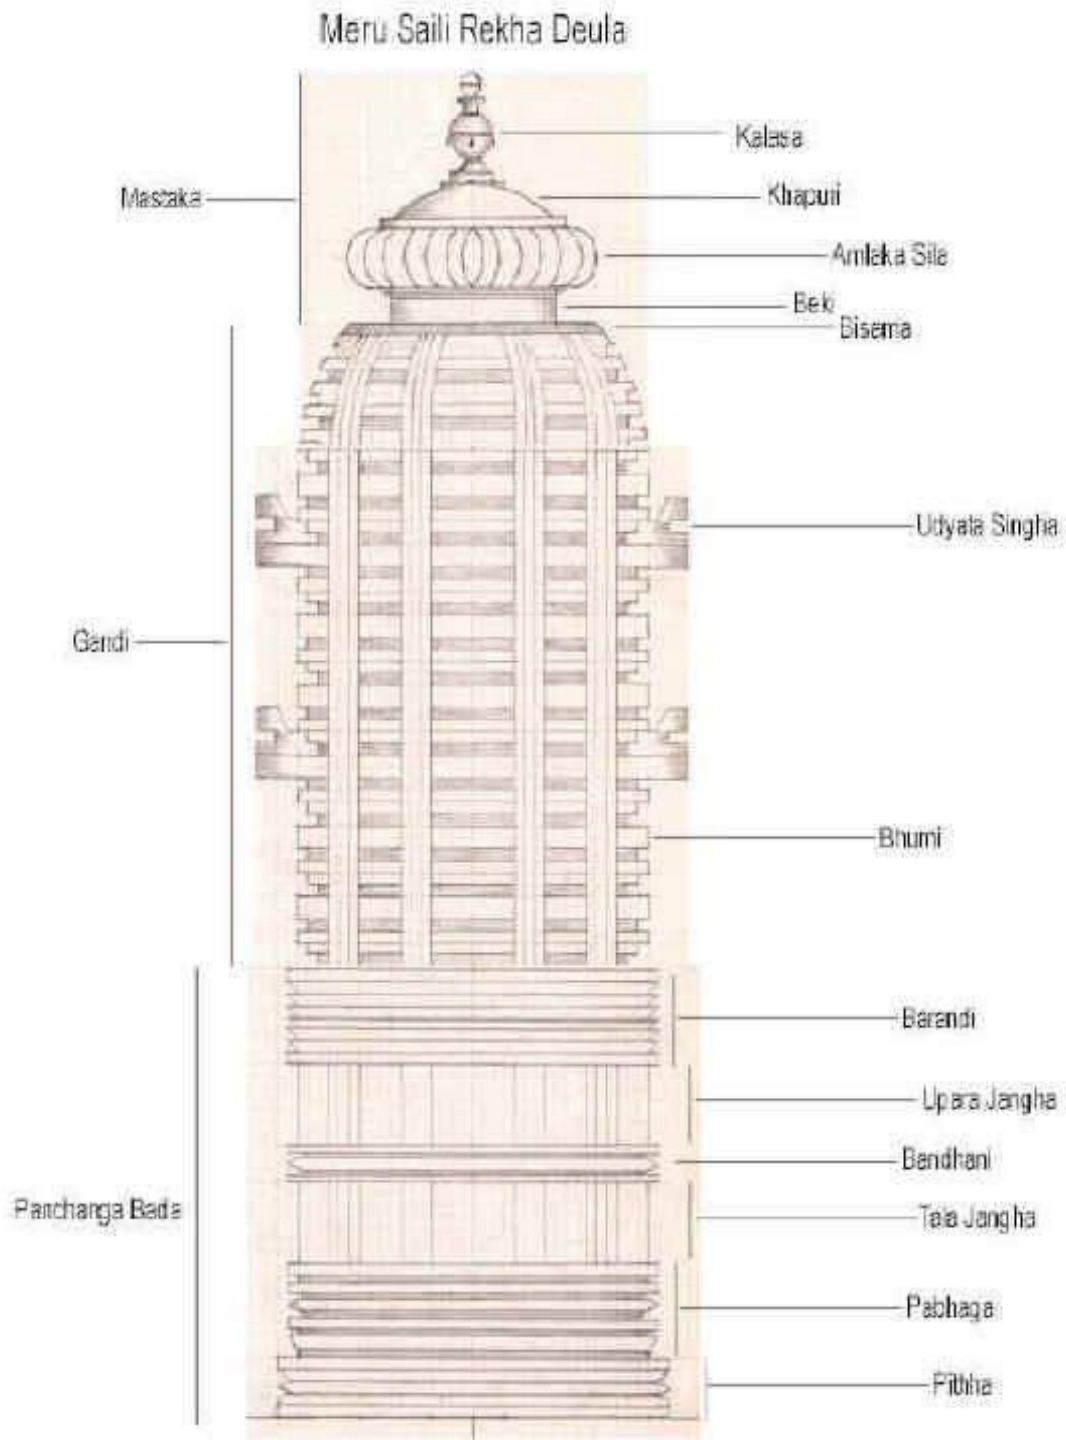 Meru Saili Rekha Deula
Kalasa
Mastaka
Khapuri
Amlaka Sila
Beki
Bisama
Udyata Singha
Gandi
Bhumi
Barandi
Upara Jangha
Bandhani
Panchanga Bada
Tala Jangha
Pabhaga
Pithha